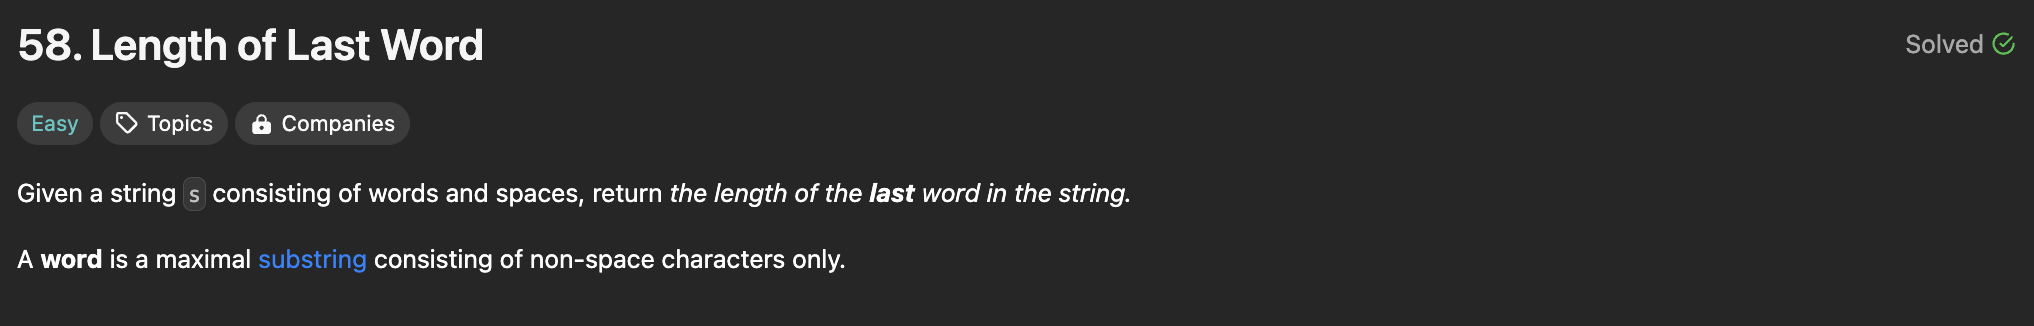 58. Length of Last Word
Solved
Easy
Topics
Companies
Given a string s consisting of words and spaces, return the length of the last word in the string.
A word is a maximal substring consisting of non-space characters only.